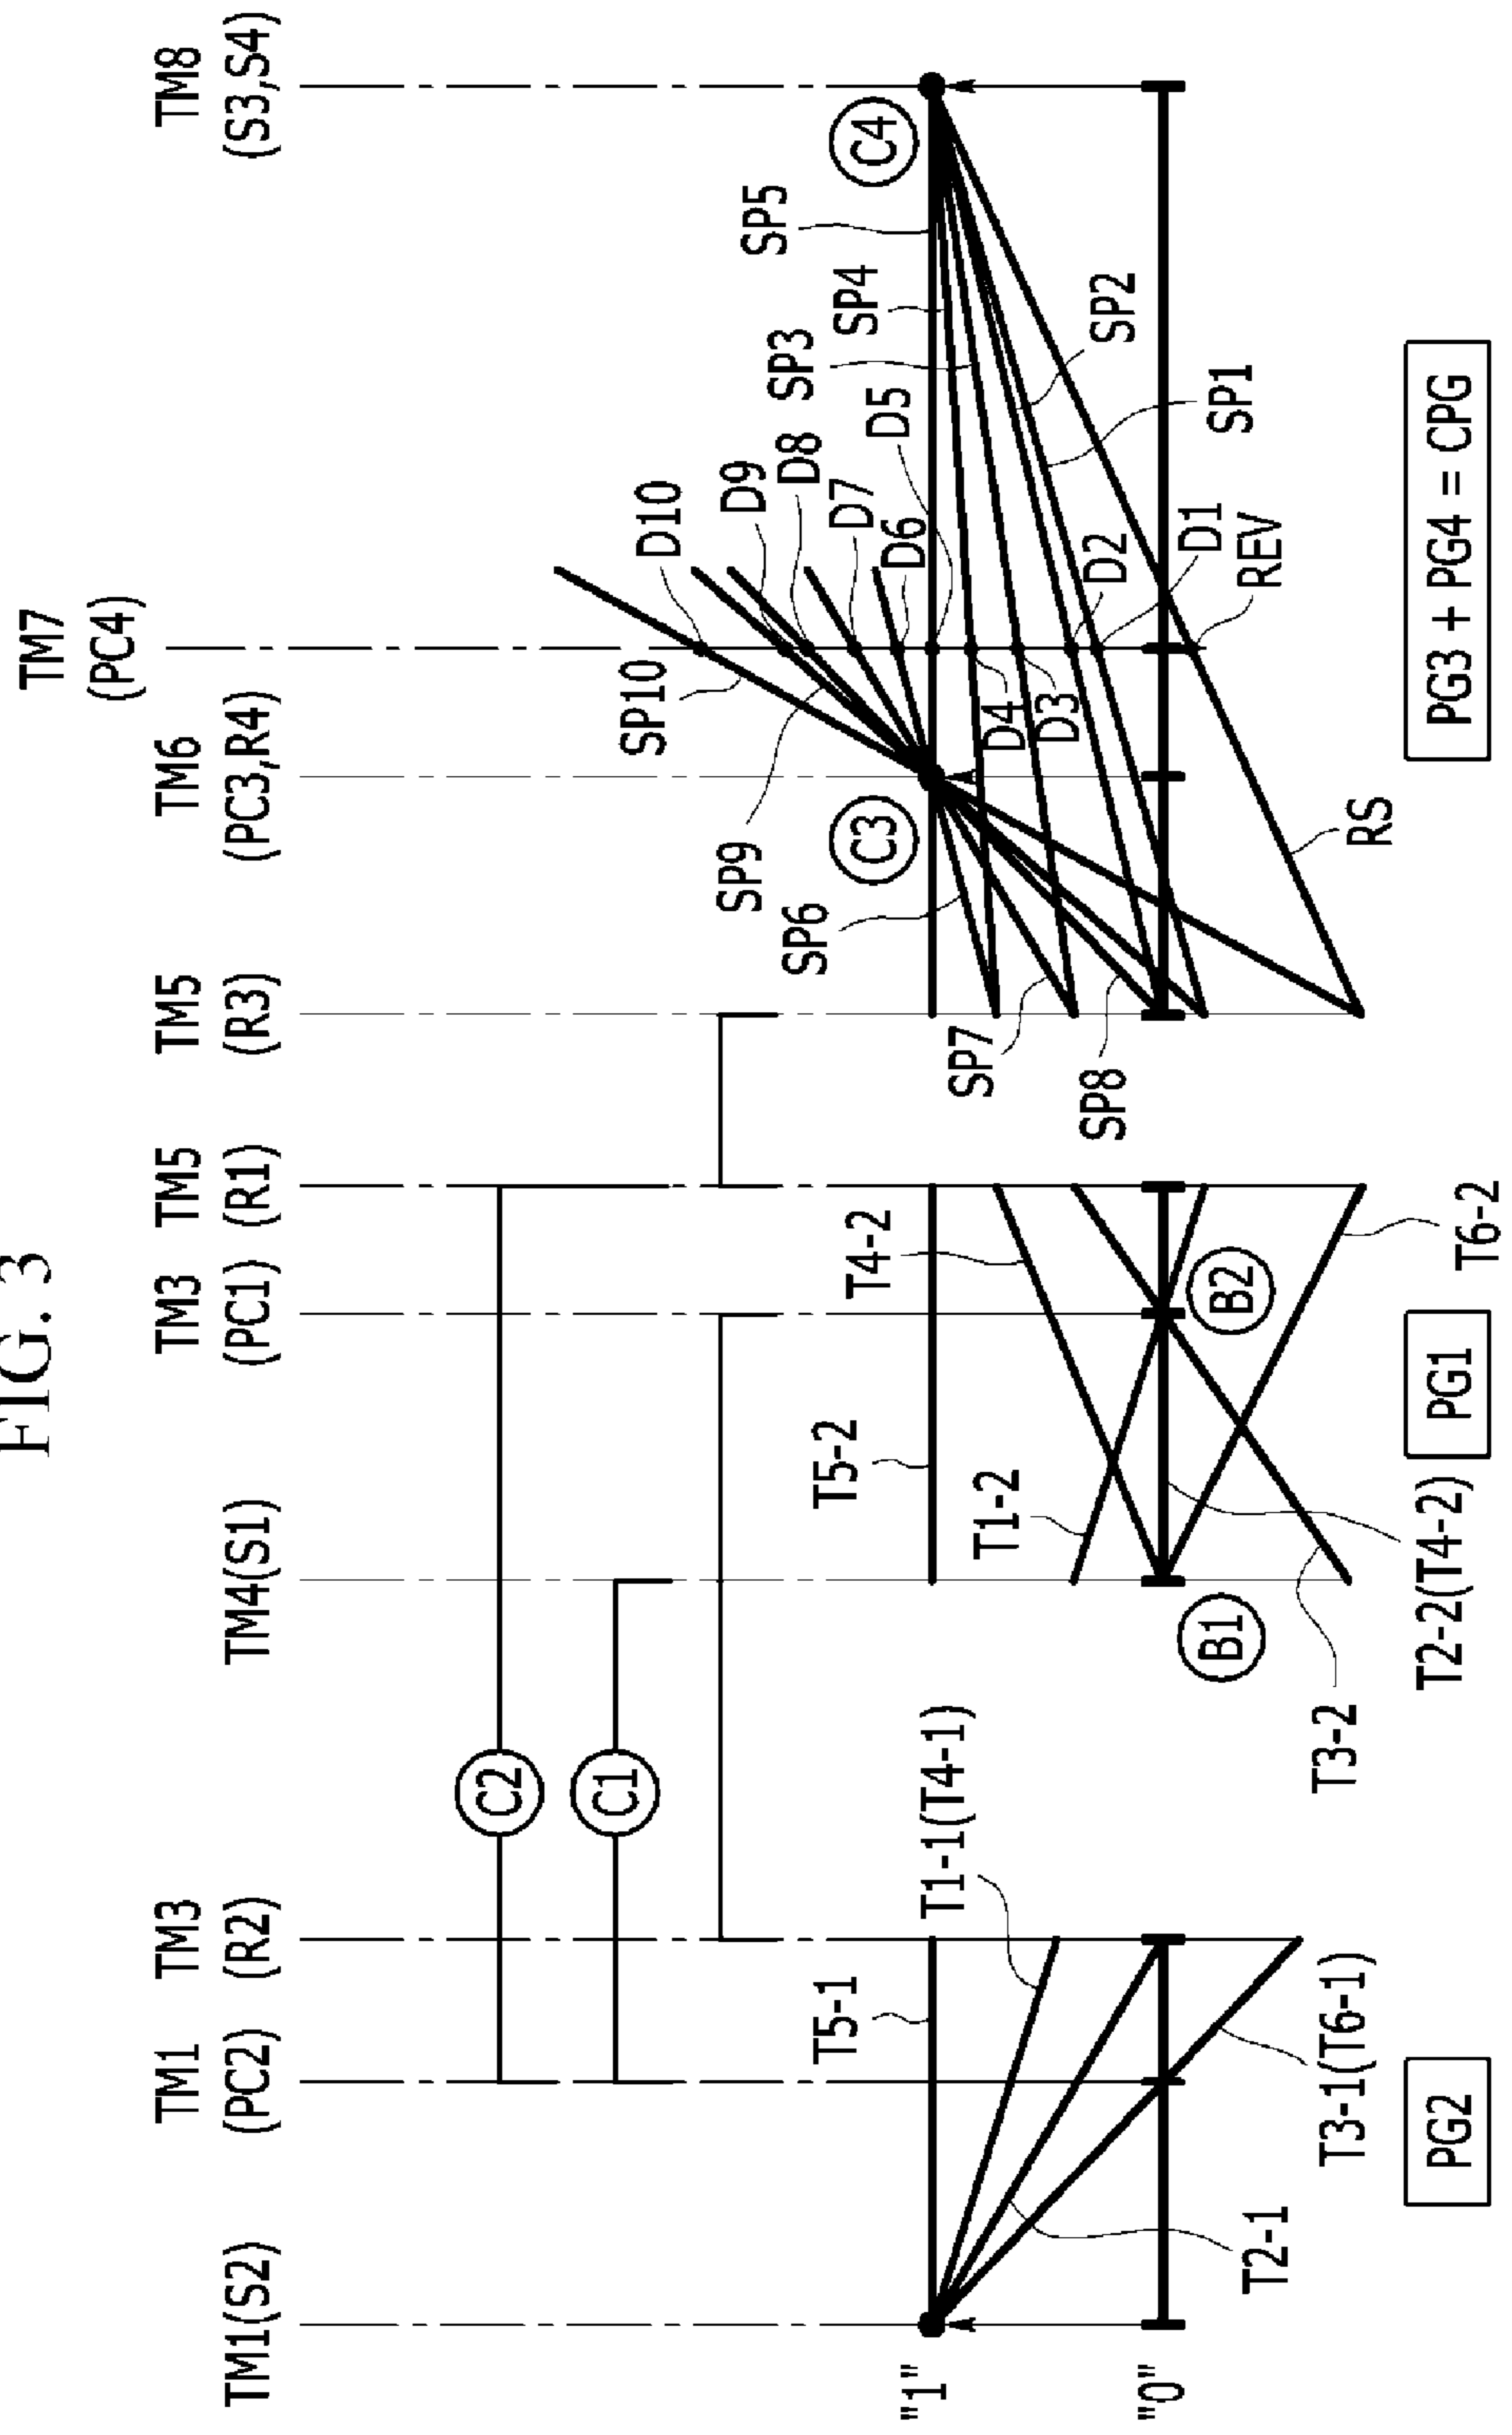 FIG. 3
TM1(S2)
TM1
(PC2)
TM3
(R2)
TM4(S1)
TM3
(PC1)
TM5
(R1)
TM5
(R3)
TM6
(PC3,R4)
TM7
(PC4)
TM8
(S3,S4)
C2
C1
"1"
"0"
T5-1
T1-1(T4-1)
T2-1
T3-1(T6-1)
PG2
T5-2
T4-2
T1-2
B1
B2
T3-2
T2-2(T4-2)
T6-2
PG1
SP10
SP9
SP6
SP7
SP8
C3
D10
D9
D8
D7
D6
D5
D4
D3
D2
D1
REV
RS
SP5
SP4
SP3
SP2
SP1
C4
PG3 + PG4 = CPG